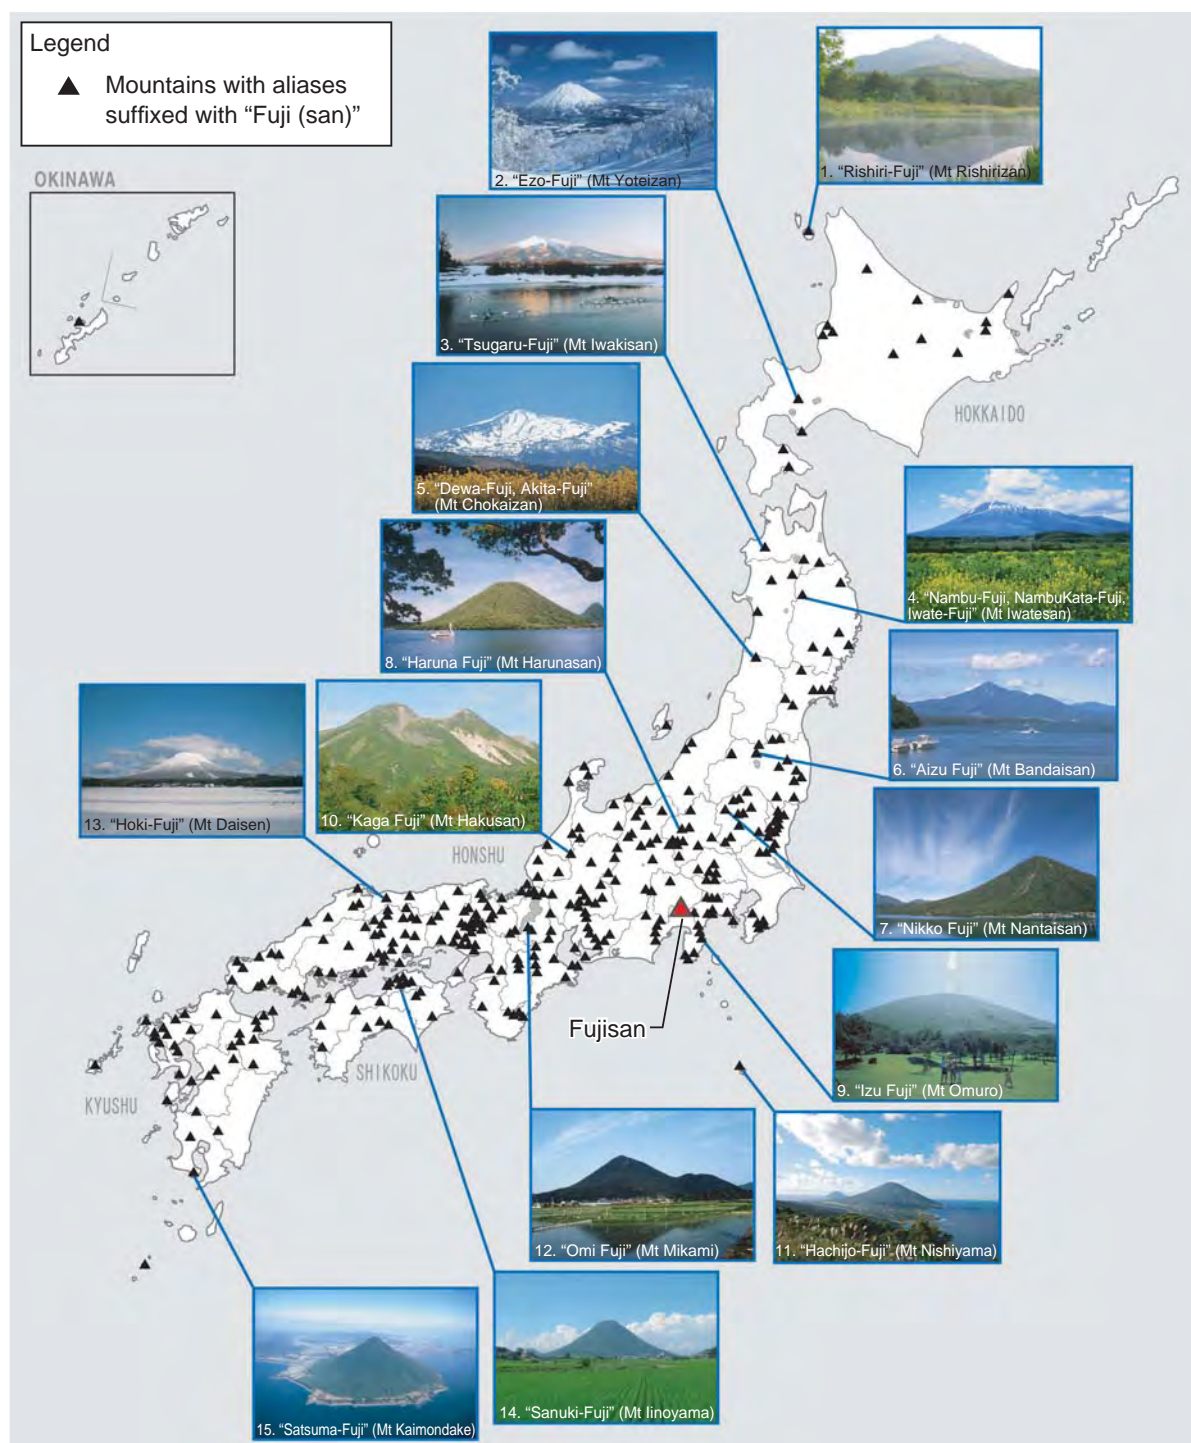 Legend
Mountains with aliases
suffixed with “Fuji (san)”
OKINAWA
2. “Ezo-Fuji” (Mt Yoteizan)
1. “Rishiri-Fuji” (Mt Rishirizan)
3. “Tsugaru-Fuji” (Mt Iwakisan)
HOKKAIDO
5. “Dewa-Fuji, Akita-Fuji”
(Mt Chokaizan)
4. “Nambu-Fuji, NambuKata-Fuji,
Iwate-Fuji” (Mt Iwatesan)
8. “Haruna Fuji” (Mt Harunasan)
6. “Aizu Fuji” (Mt Bandaisan)
13. “Hoki-Fuji” (Mt Daisen)
10. “Kaga Fuji” (Mt Hakusan)
HONSHU
7. “Nikko Fuji” (Mt Nantaisan)
Fujisan
SHIKOKU
KYUSHU
9. “Izu Fuji” (Mt Omuro)
12. “Omi Fuji” (Mt Mikami)
11. “Hachijo-Fuji” (Mt Nishiyama)
15. “Satsuma-Fuji” (Mt Kaimondake)
14. “Sanuki-Fuji” (Mt Iinoyama)